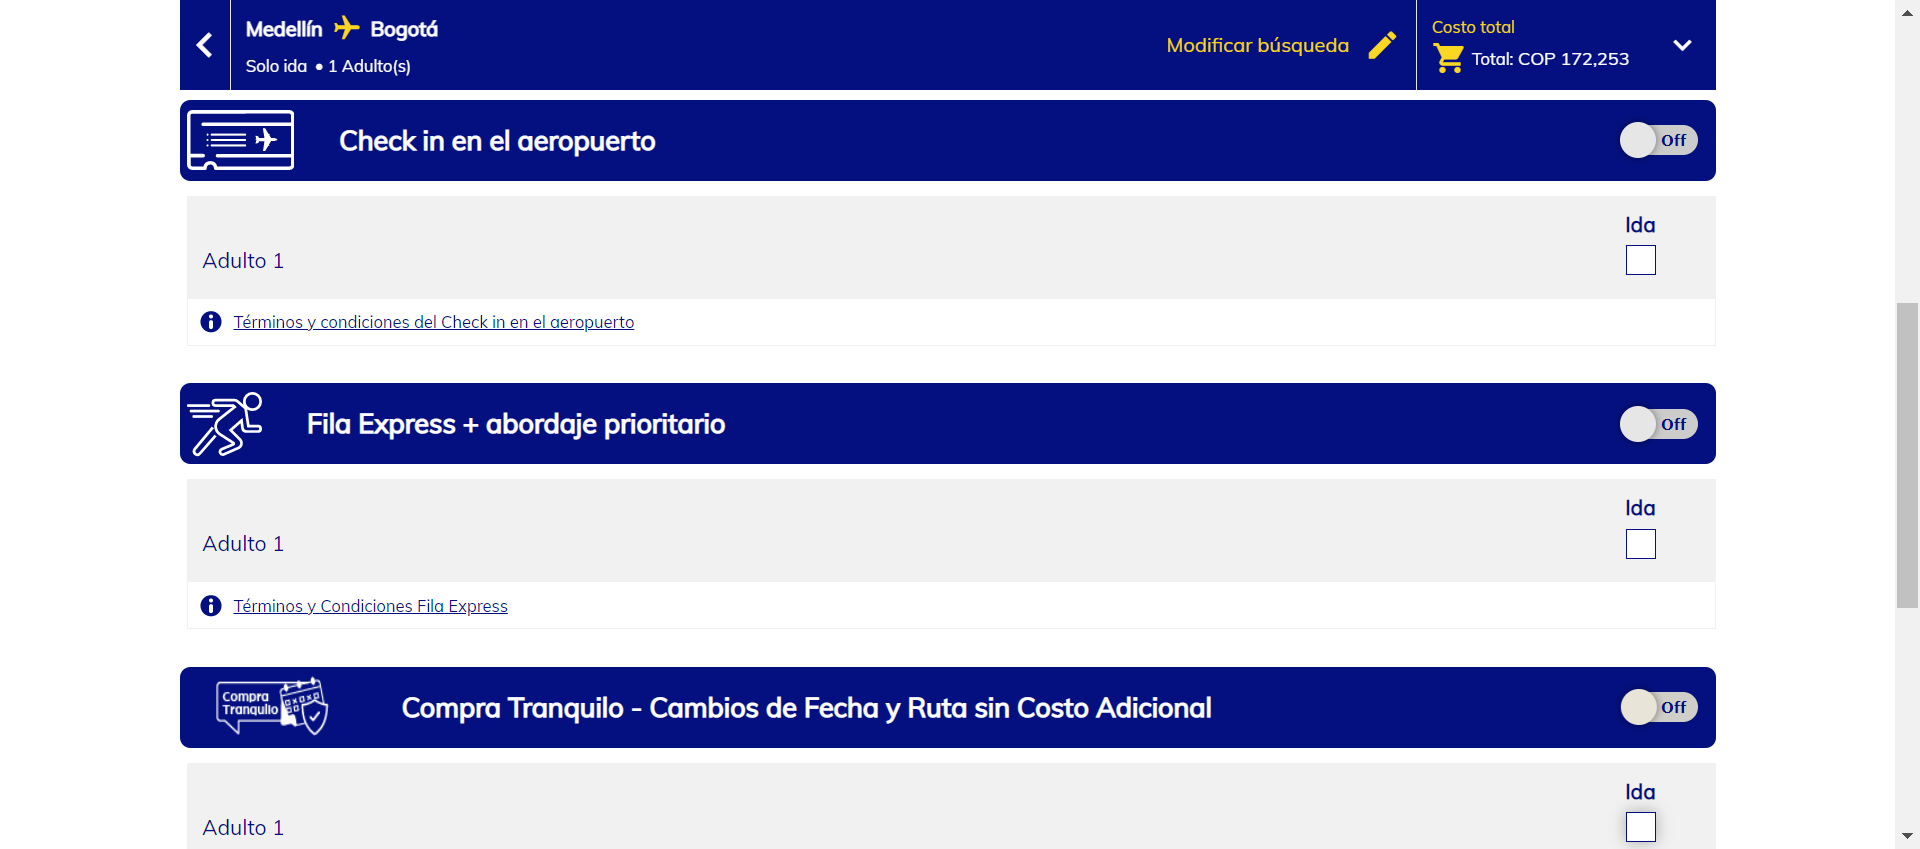 Medellín Bogotá
Solo ida • 1 Adulto(s)
Modificar búsqueda
Costo total
Total: COP 172,253
Check in en el aeropuerto
Off
Ida
Adulto 1
Términos y condiciones del Check in en el aeropuerto
Fila Express + abordaje prioritario
Off
Ida
Adulto 1
Términos y Condiciones Fila Express
Compra
Tranquilo
Compra Tranquilo - Cambios de Fecha y Ruta sin Costo Adicional
Off
Ida
Adulto 1